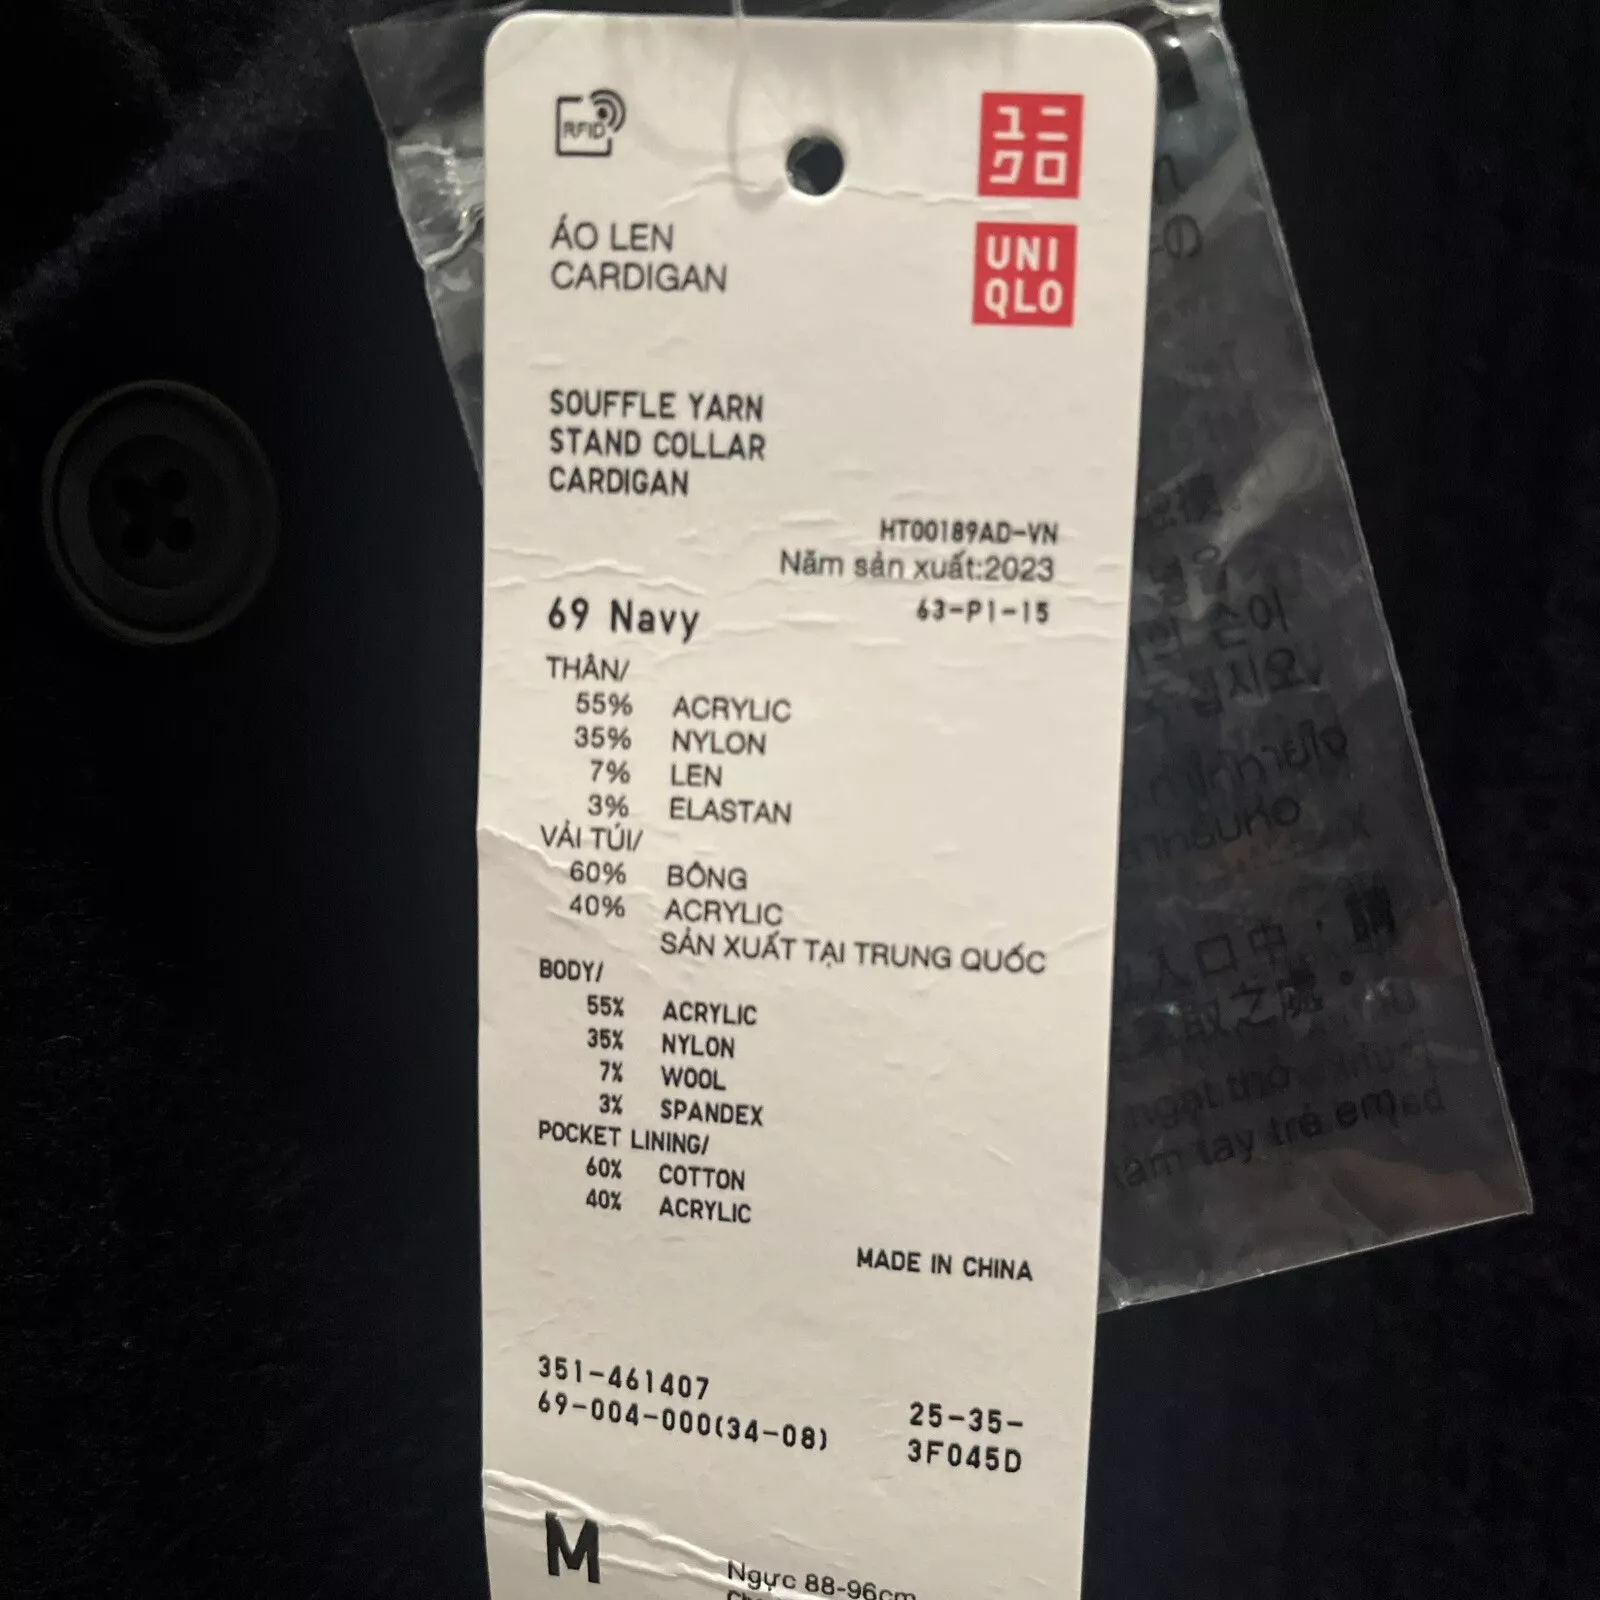 RFID
ユニ
クロ
ÁO LEN
CARDIGAN
UNI
QLO
SOUFFLE YARN
STAND COLLAR
CARDIGAN
HT00189AD-VN
Năm sản xuất:2023
69 Navy
63-P1-15
THÂN/
55% ACRYLIC
35% NYLON
7% LEN
3% ELASTAN
VẢI TÚI/
60% BÔNG
40% ACRYLIC
SẢN XUẤT TẠI TRUNG QUỐC
BODY/
55% ACRYLIC
35% NYLON
7% WOOL
3% SPANDEX
POCKET LINING/
60% COTTON
40% ACRYLIC
MADE IN CHINA
351-461407
69-004-000(34-08)
25-35-
3F045D
M
Ngực 88-96cm
tay trẻ em